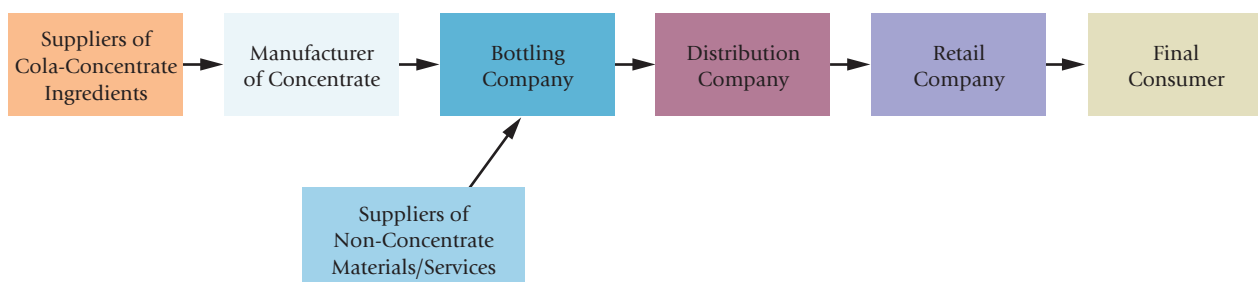 Suppliers of
Cola-Concentrate
Ingredients
Manufacturer
of Concentrate
Bottling
Company
Distribution
Company
Retail
Company
Final
Consumer
Suppliers of
Non-Concentrate
Materials/Services